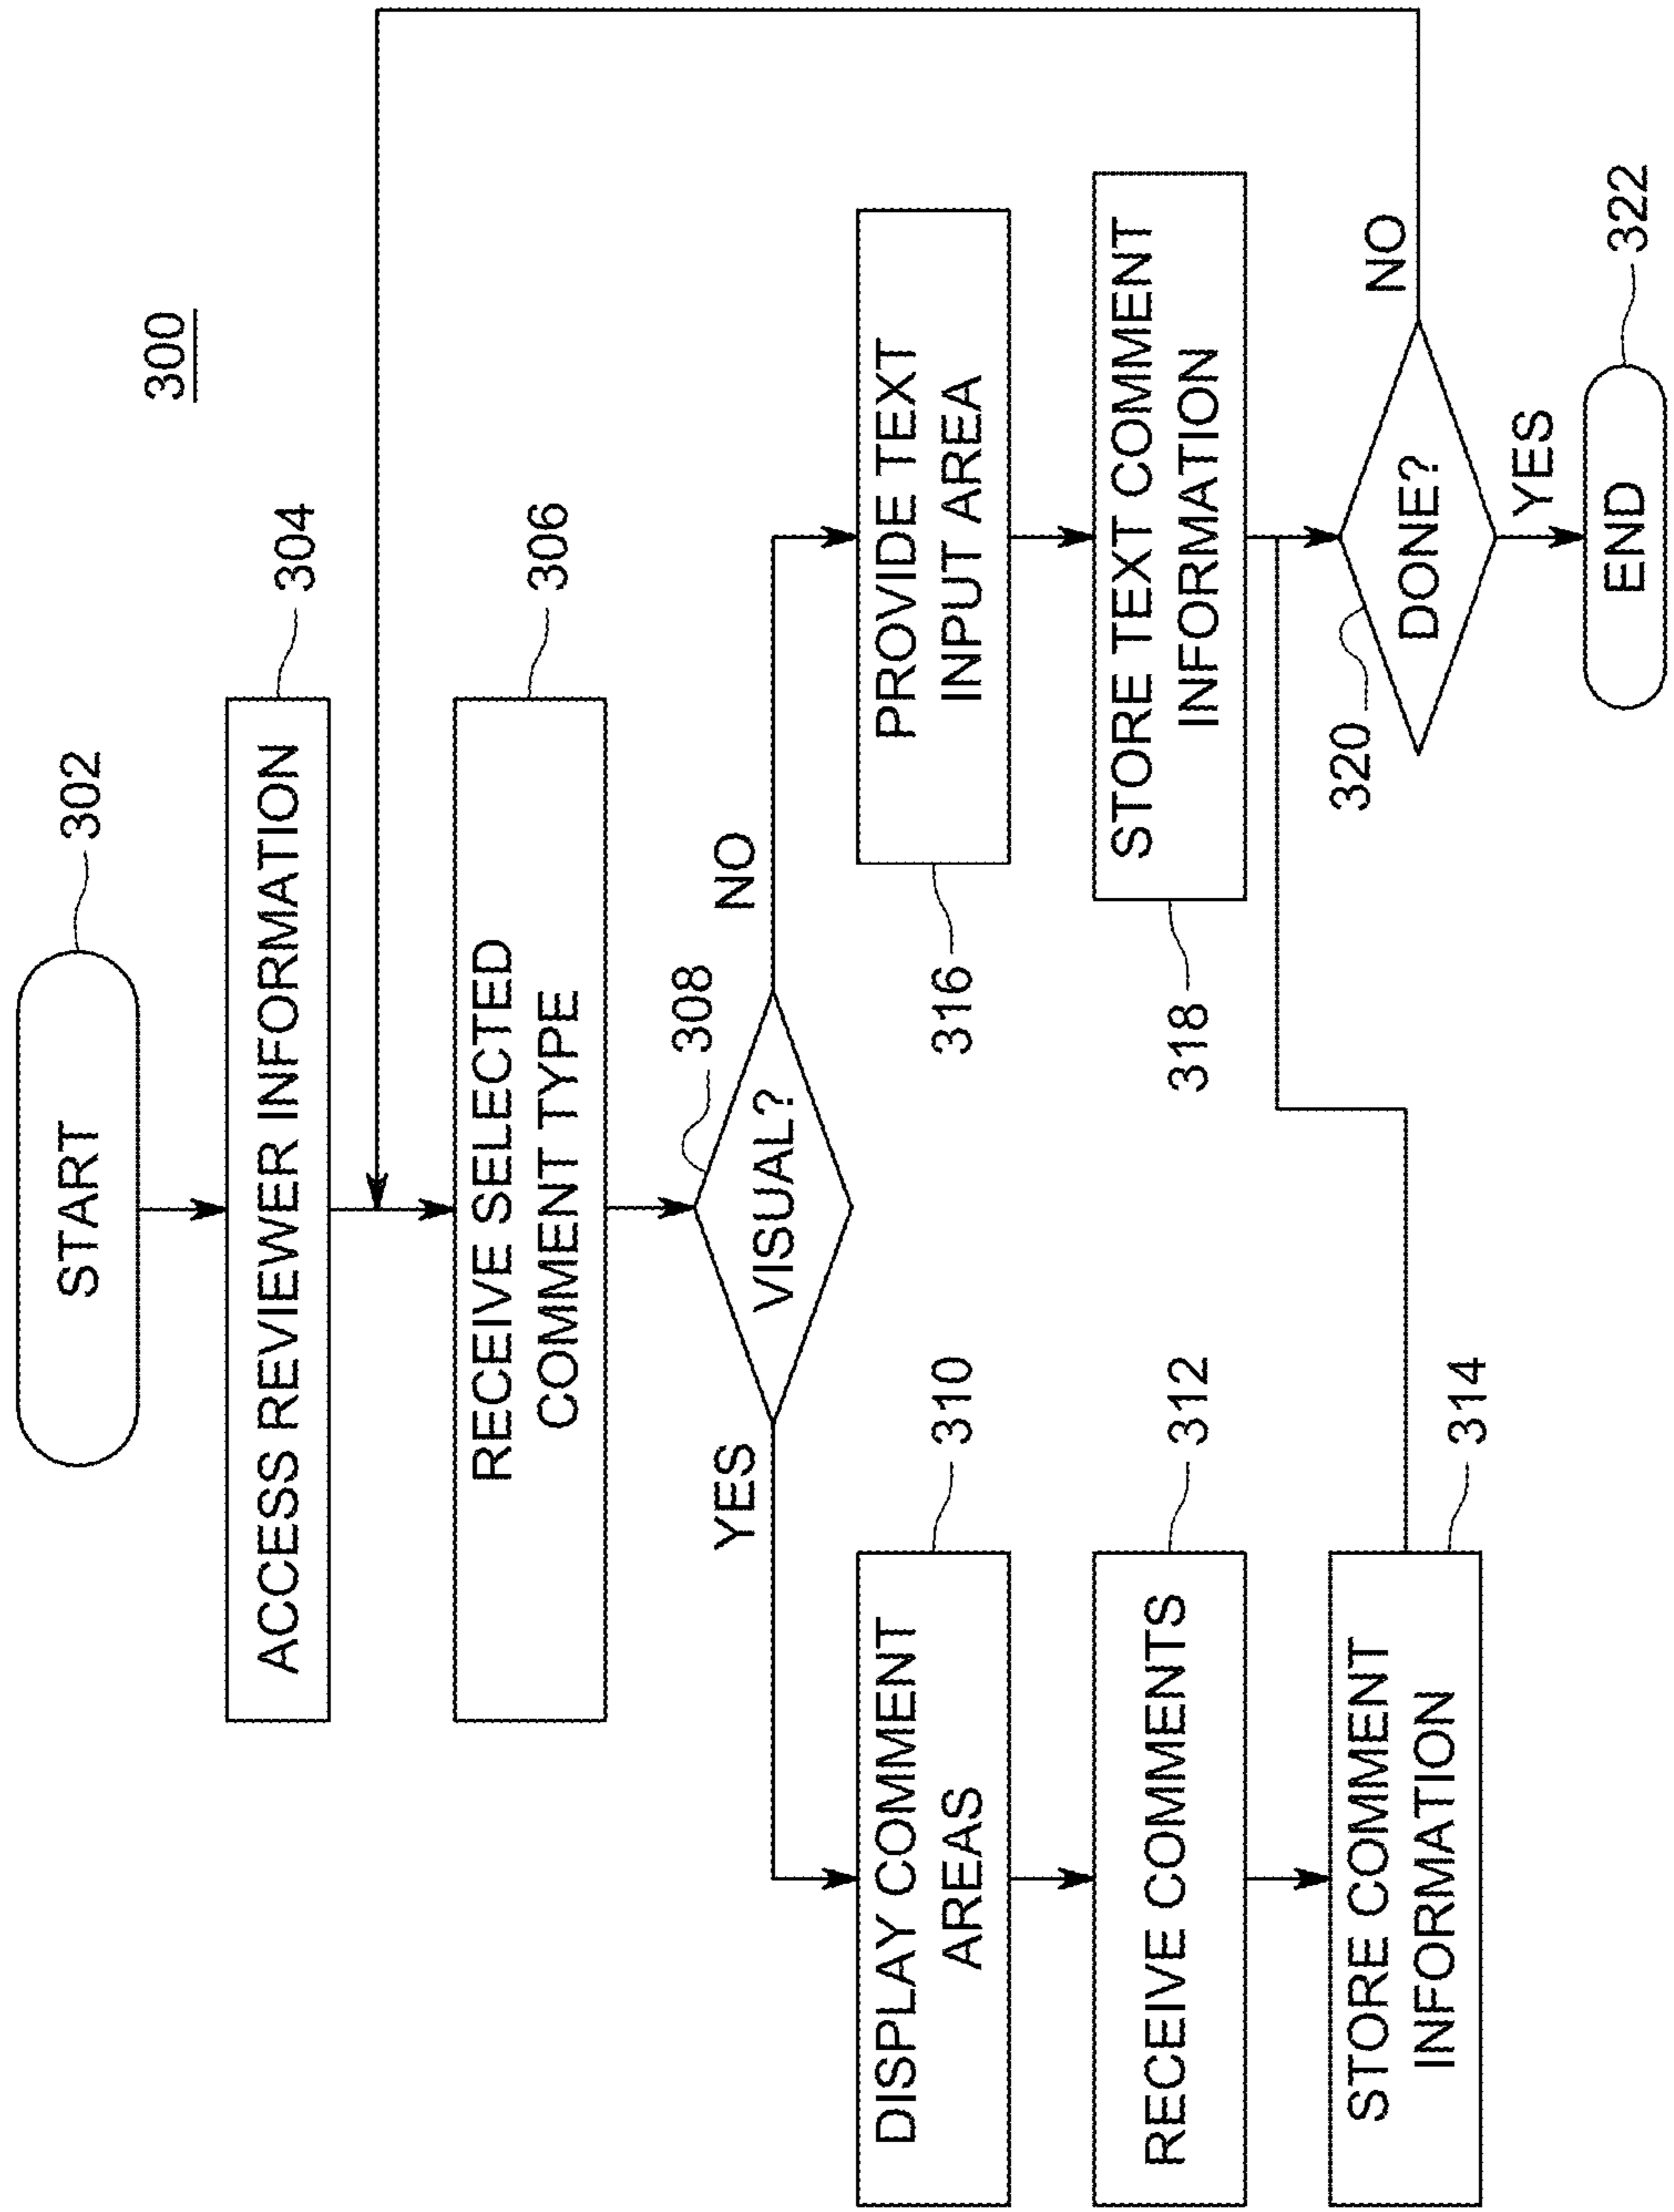 300
START
302
ACCESS REVIEWER INFORMATION
304
RECEIVE SELECTED
COMMENT TYPE
306
308
VISUAL?
YES
NO
DISPLAY COMMENT
AREAS
310
RECEIVE COMMENTS
312
STORE COMMENT
INFORMATION
314
PROVIDE TEXT
INPUT AREA
316
STORE TEXT COMMENT
INFORMATION
318
320
DONE?
NO
YES
END
322